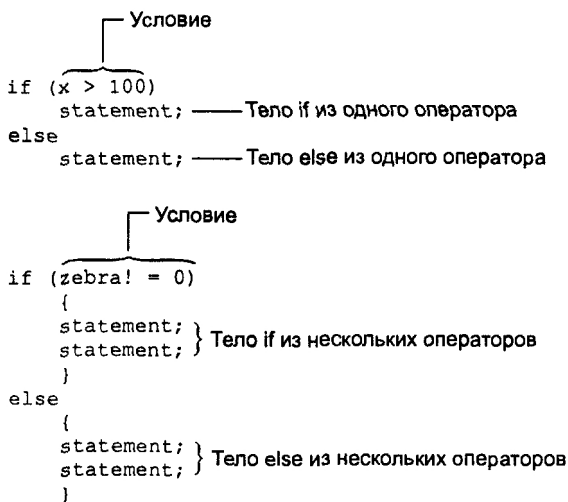 Условие
if (x > 100)
statement; Тело if из одного оператора
else
statement; Тело else из одного оператора
Условие
if (zebra! = 0)
{
statement;
statement; } Тело if из нескольких операторов
}
else
{
statement;
statement; } Тело else из нескольких операторов
}